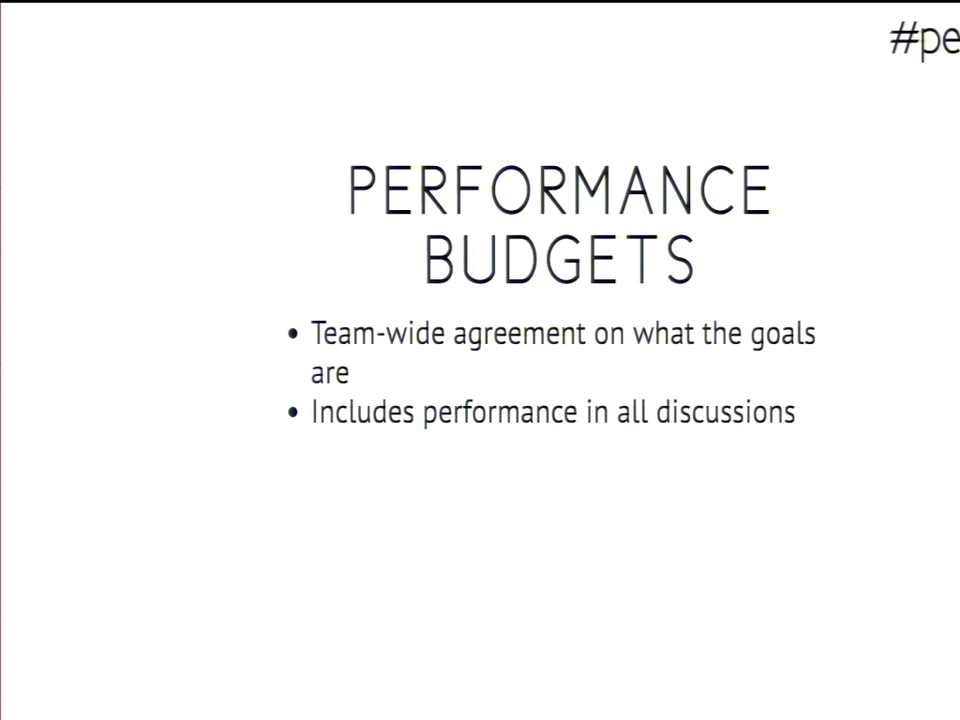 #pe
PERFORMANCE
BUDGETS
• Team-wide agreement on what the goals
are
• Includes performance in all discussions